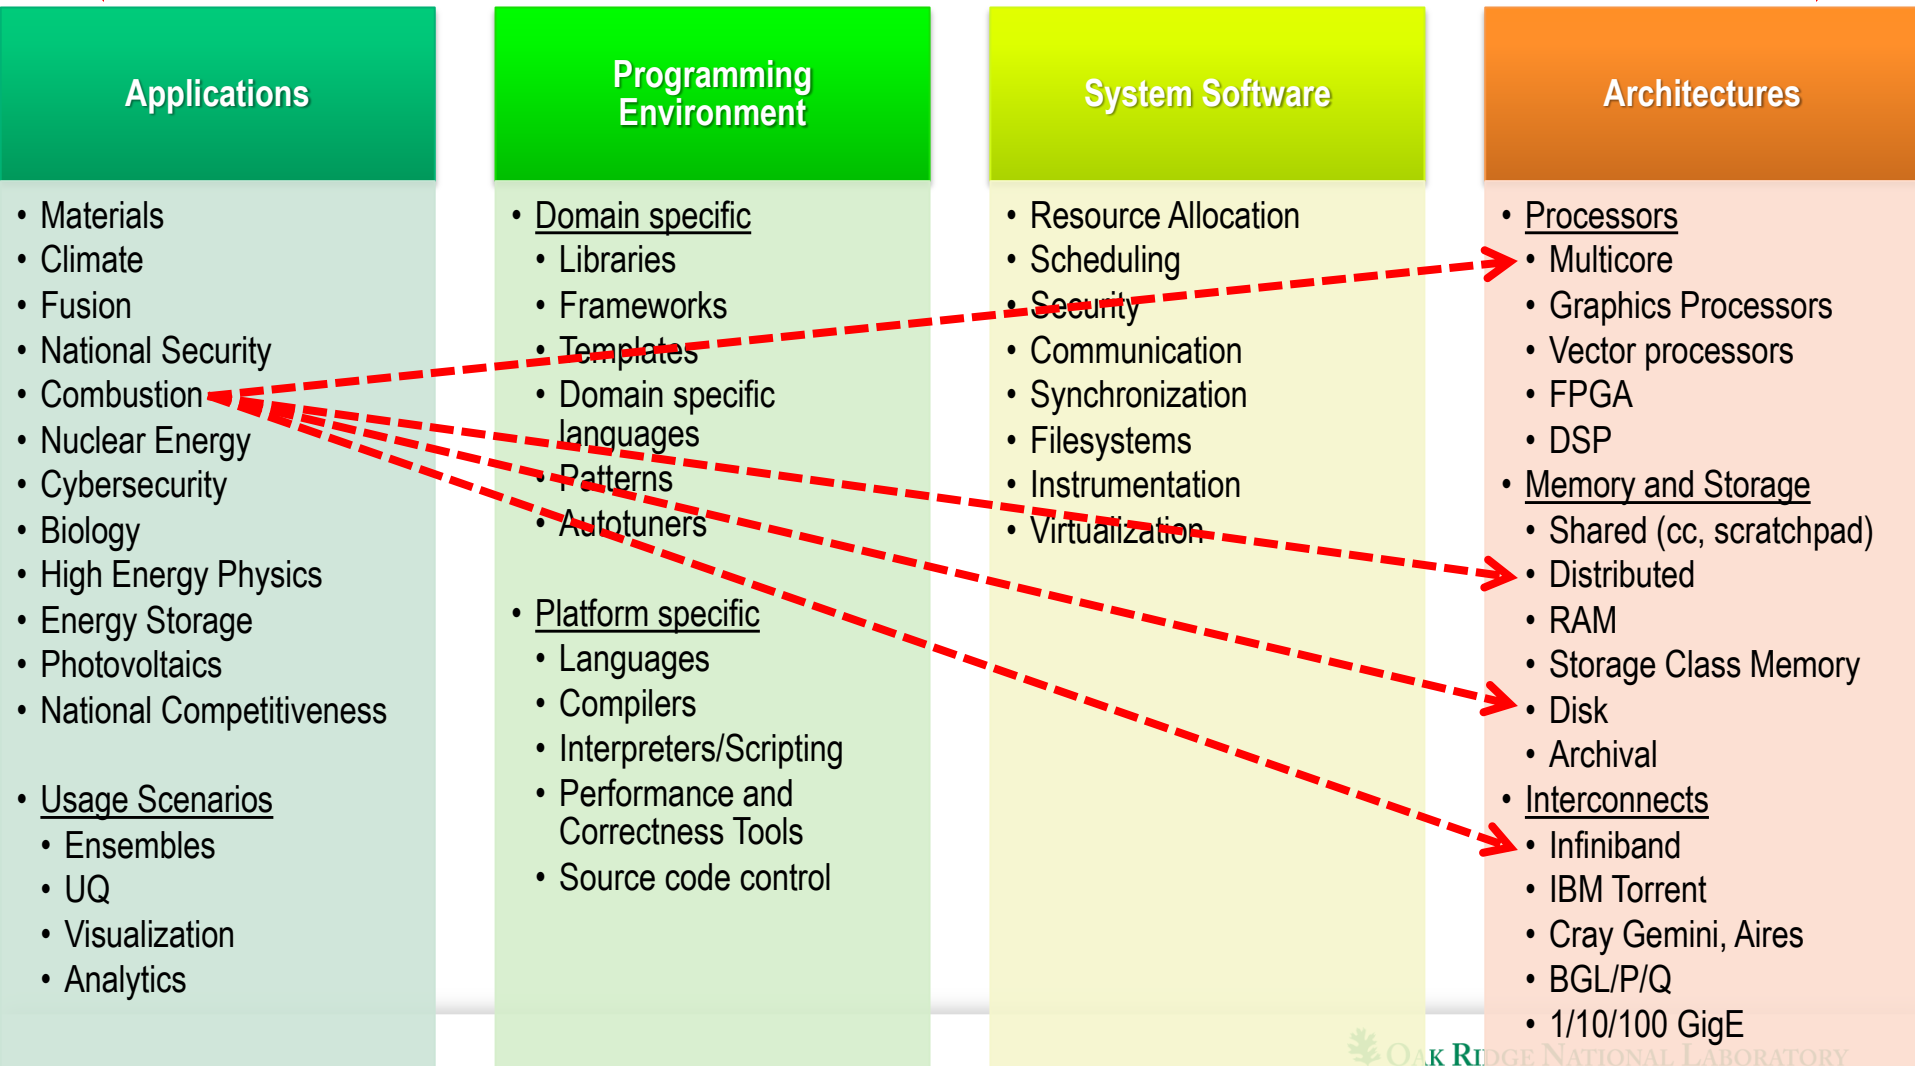 Applications
• Materials
• Climate
• Fusion
• National Security
• Combustion
• Nuclear Energy
• Cybersecurity
• Biology
• High Energy Physics
• Energy Storage
• Photovoltaics
• National Competitiveness
• Usage Scenarios
• Ensembles
• UQ
• Visualization
• Analytics
Programming
Environment
• Domain specific
• Libraries
• Frameworks
• Templates
• Domain specific
languages
• Patterns
• Autotuners
• Platform specific
• Languages
• Compilers
• Interpreters/Scripting
• Performance and
Correctness Tools
• Source code control
System Software
• Resource Allocation
• Scheduling
• Security
• Communication
• Synchronization
• Filesystems
• Instrumentation
• Virtualization
Architectures
• Processors
• Multicore
• Graphics Processors
• Vector processors
• FPGA
• DSP
• Memory and Storage
• Shared (cc, scratchpad)
• Distributed
• RAM
• Storage Class Memory
• Disk
• Archival
• Interconnects
• Infiniband
• IBM Torrent
• Cray Gemini, Aires
• BGL/P/Q
• 1/10/100 GigE
OAK RIDGE NATIONAL LABORATORY